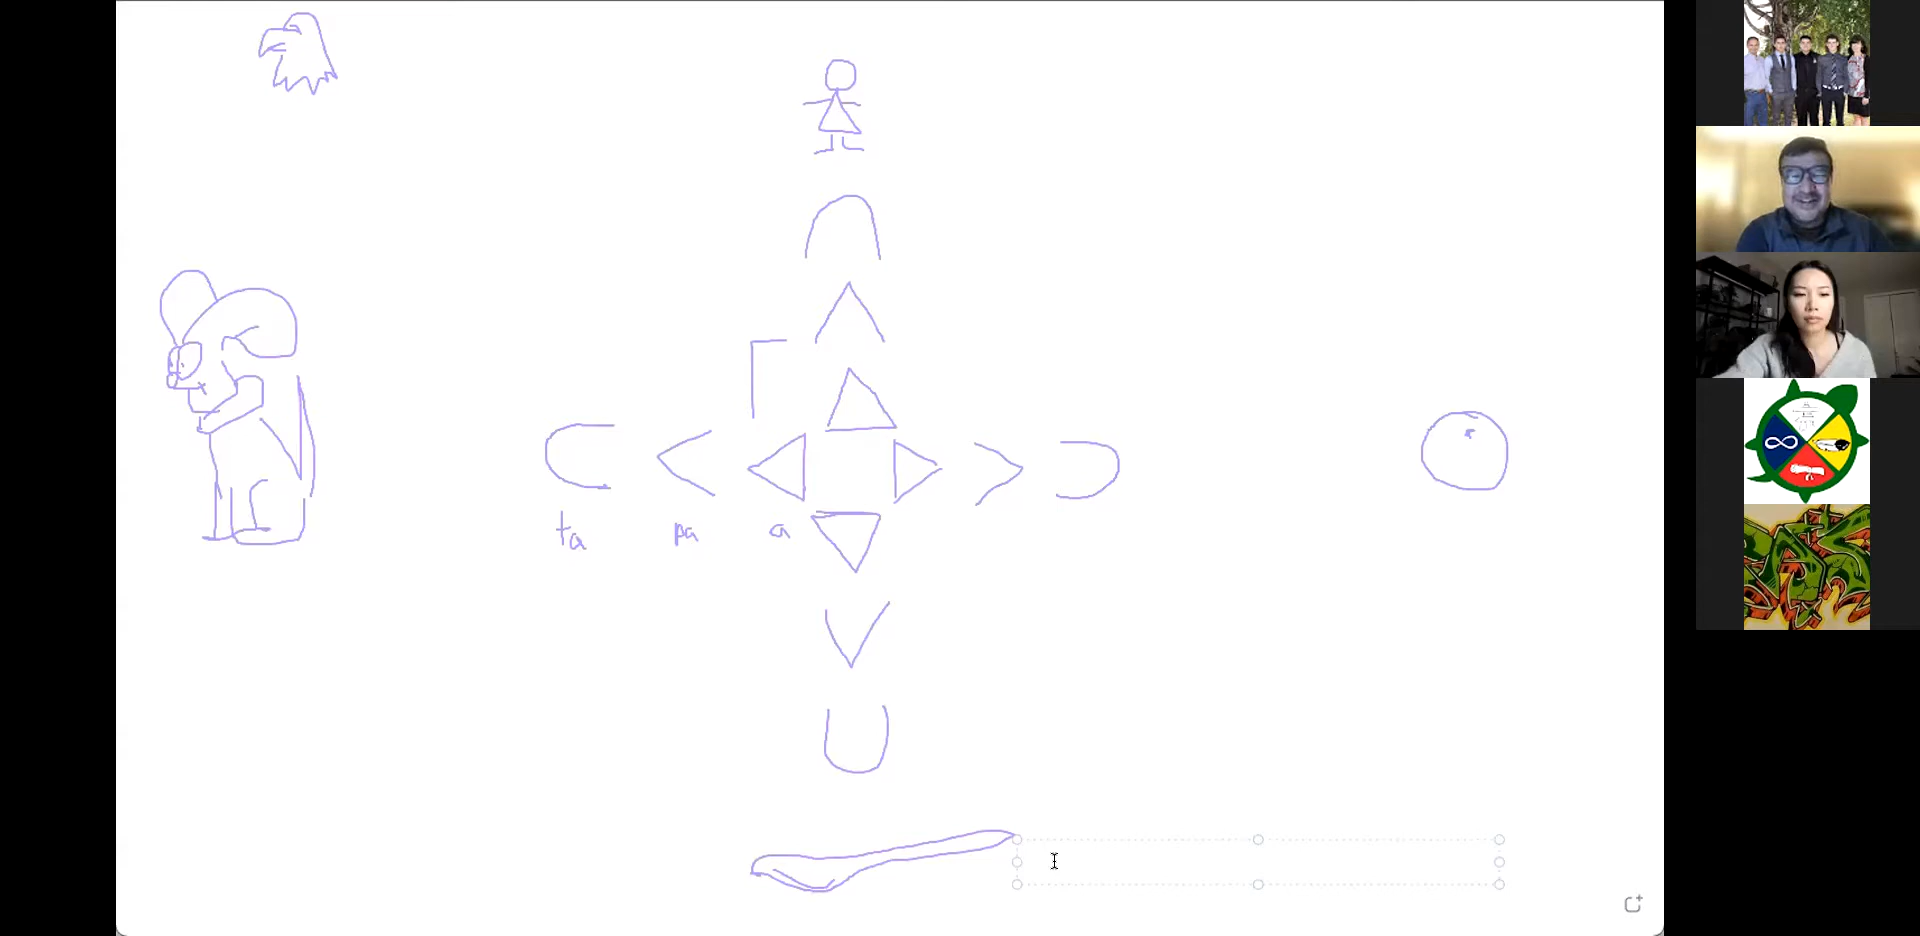 ᑎ
ᐱ
ᒥ
ᐃ
ᑕ ᐸ ᐊ ᐅ ᐳ ᑐ
ta pa a
ᐁ
ᐯ
ᑌ